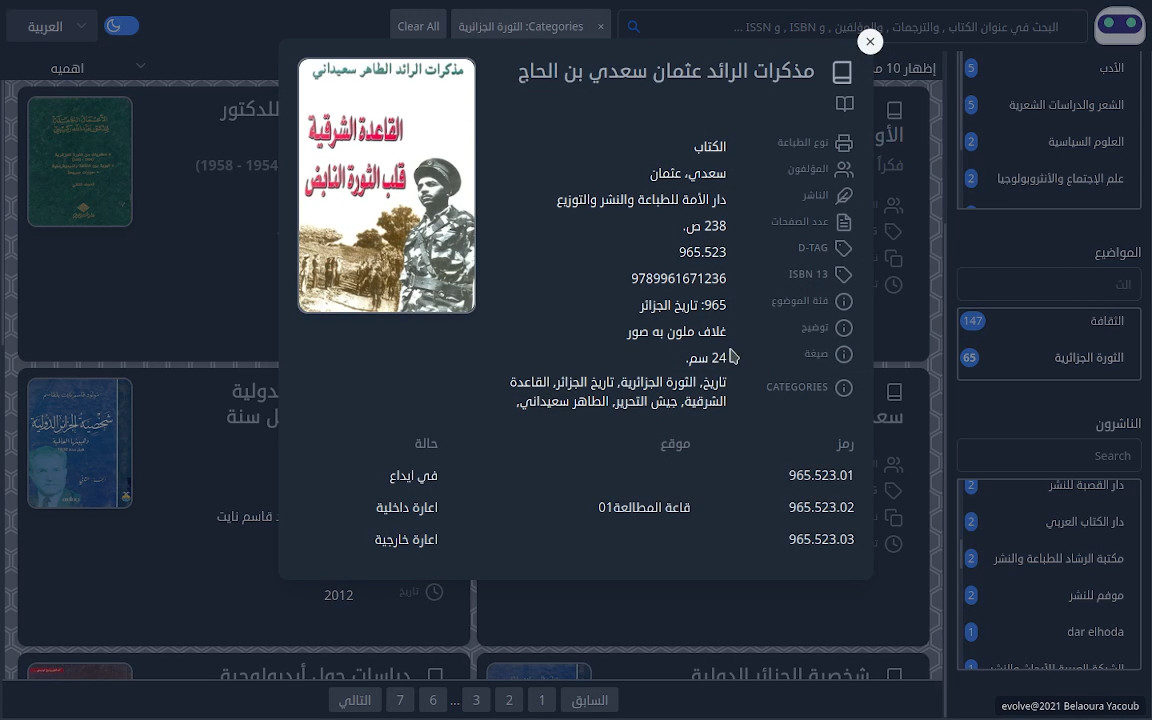 العربية
Clear All
Categories: الثورة الجزائرية ×
البحث في عنوان الكتاب , والترجمات , والمؤلفين , و ISBN , و ISSN ...
اهميه
إظهار 10
الأدب 5
الشعر والدراسات الشعرية 5
العلوم السياسية 2
علم الإجتماع والأنتروبولوجيا 2
المواضيع
الث
الثقافة 147
الثورة الجزائرية 65
الناشرون
Search
دار القصبة للنشر 2
دار الكتاب العربي 2
مكتبة الرشاد للطباعة والنشر 2
موفم للنشر 2
dar elhoda 1
evolve@2021 Belaoura Yacoub
مذكرات الرائد عثمان سعدي بن الحاج
مذكرات الرائد الطاهر سعيداني
القاعدة الشرقية
قلب الثورة النابض
نوع الطباعة الكتاب
المؤلفون سعدي، عثمان
الناشر دار الأمة للطباعة والنشر والتوزيع
عدد الصفحات 238 ص.
D-TAG 965.523
ISBN 13 9789961671236
فئة الموضوع 965: تاريخ الجزائر
توضيح غلاف ملون به صور
صيغة 24 سم.
CATEGORIES تاريخ, الثورة الجزائرية, تاريخ الجزائر, القاعدة
الشرقية, جيش التحرير, الطاهر سعيداني,
رمز موقع حالة
965.523.01 في ايداع
965.523.02 قاعة المطالعة01 اعارة داخلية
965.523.03 اعارة خارجية
للدكتور
(1954 - 1958)
فكرا
الأو
دولية
ل سنة
شخصية الجزائر الدولية
د قاسم نايت
سع
تاريخ 2012
شخصية الجزائر الدولية
دراسات حول أيديولوجية
السابق 1 2 3 ... 6 7 التالي